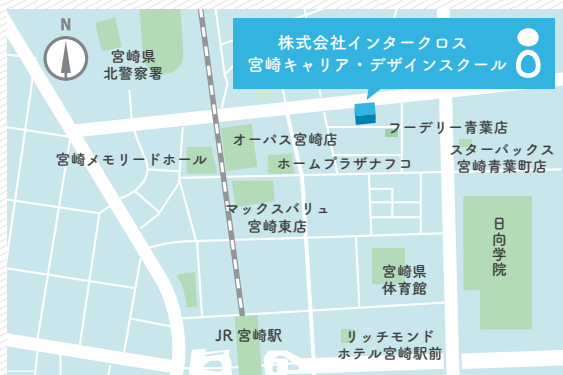 N
宮崎県
北警察署
株式会社インタークロス
宮崎キャリア・デザインスクール
フーデリー青葉店
オーパス宮崎店
スターバックス
宮崎青葉町店
宮崎メモリードホール
ホームプラザナフコ
マックスバリュ
宮崎東店
日向学院
宮崎県
体育館
JR 宮崎駅
リッチモンド
ホテル宮崎駅前